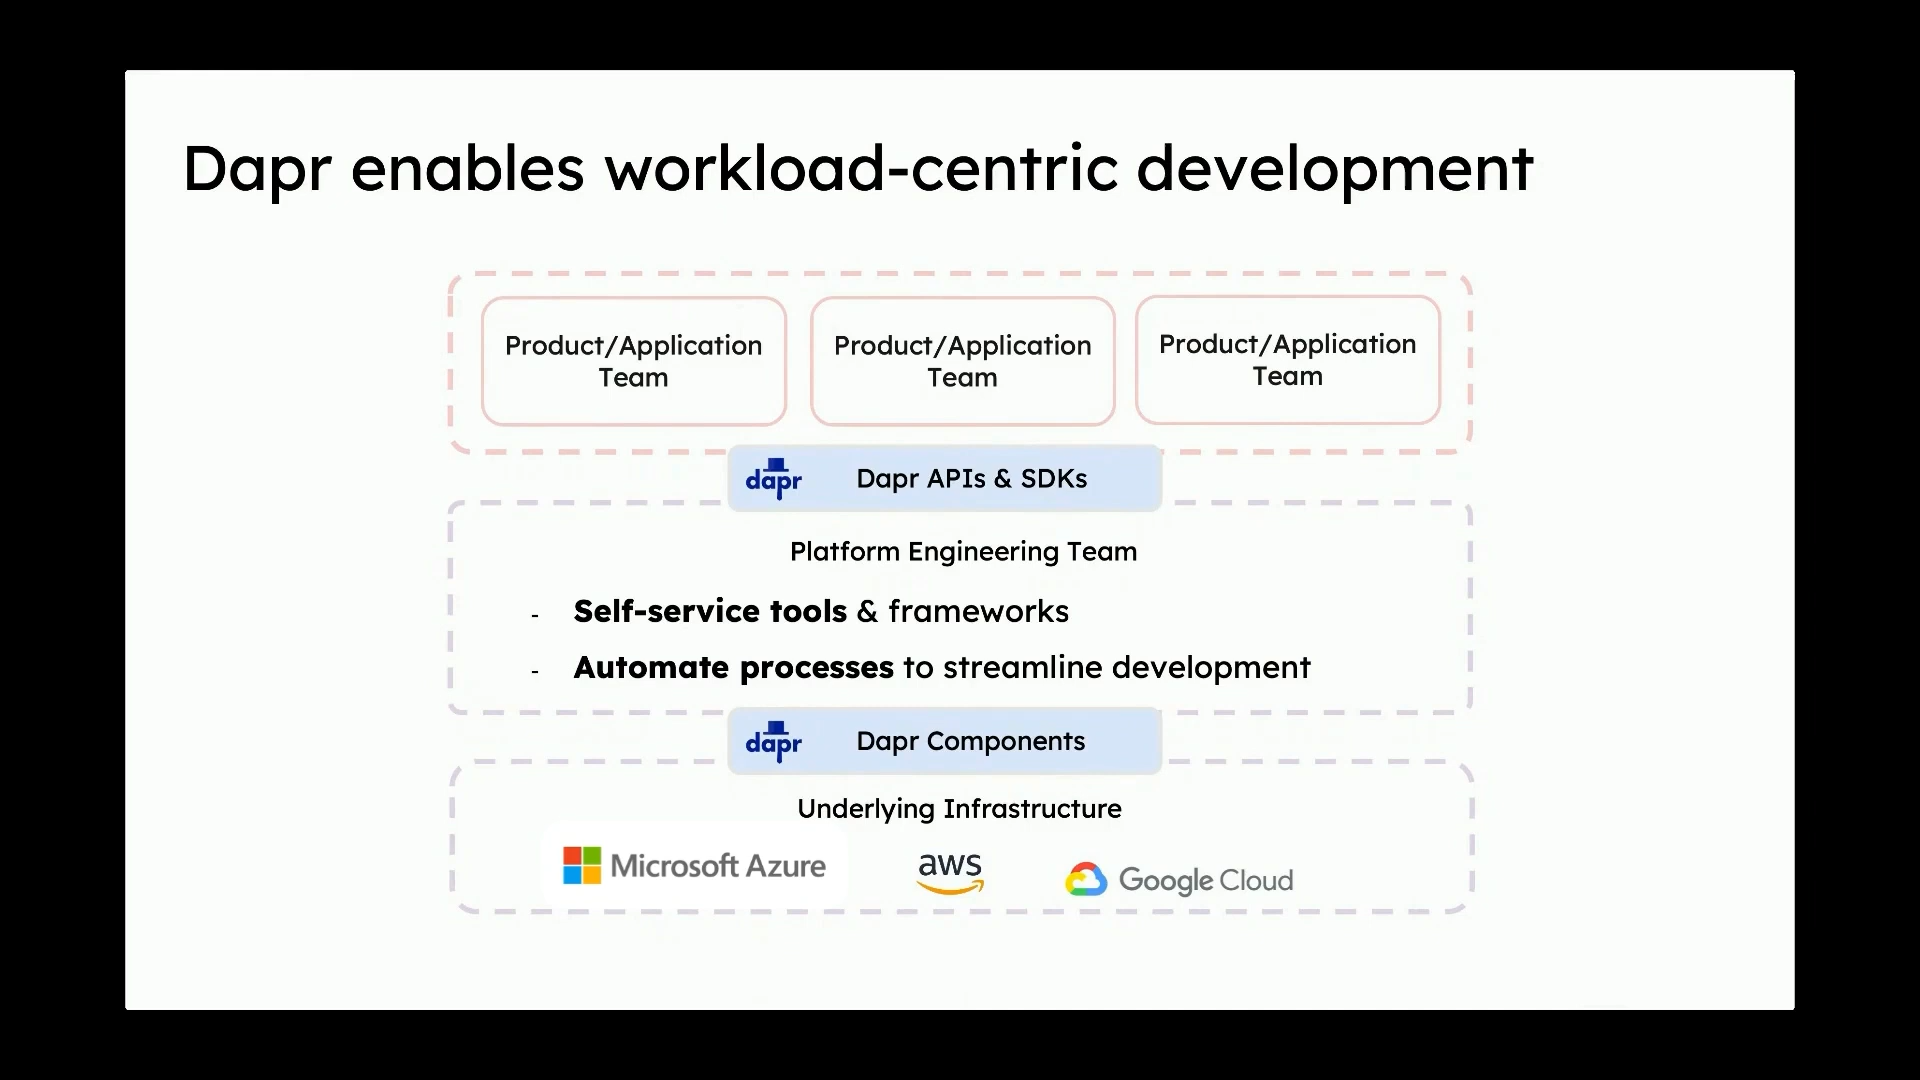 Dapr enables workload-centric development
Product/Application
Team
Product/Application
Team
Product/Application
Team
dapr
Dapr APIs & SDKs
Platform Engineering Team
- Self-service tools & frameworks
- Automate processes to streamline development
dapr
Dapr Components
Underlying Infrastructure
Microsoft Azure
aws
Google Cloud